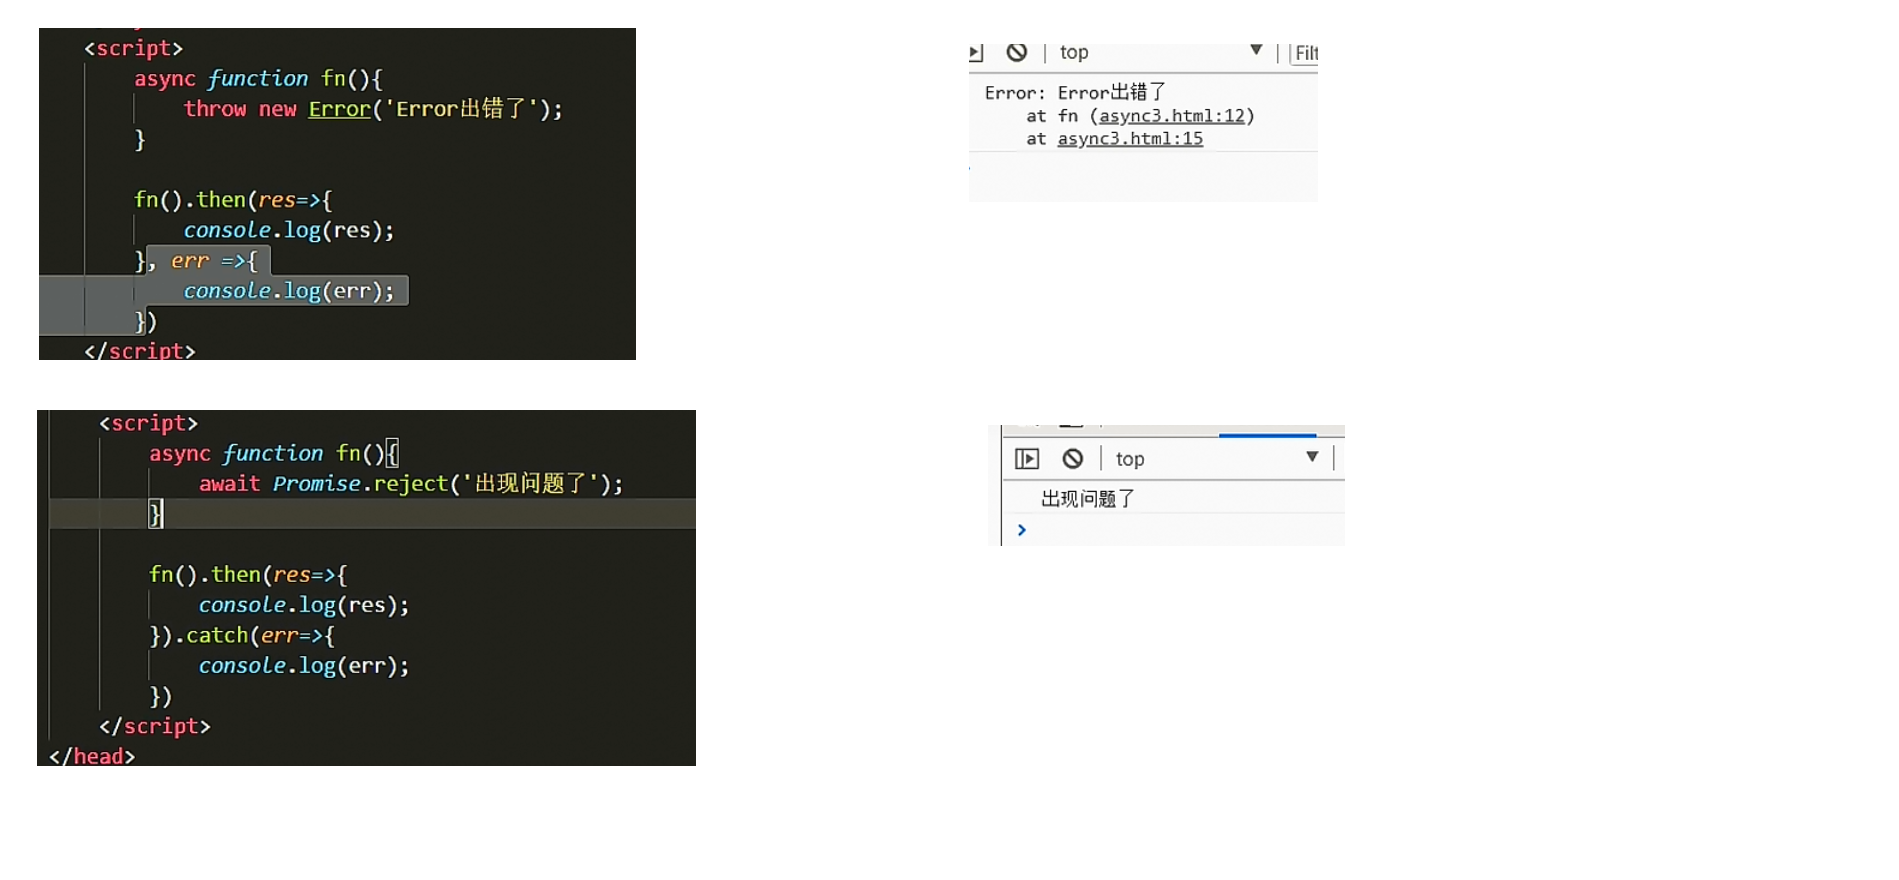 <script>
async function fn(){
throw new Error('Error出错了');
}
fn().then(res=>{
console.log(res);
}, err =>{
console.log(err);
})
</script>
top
Filt
Error: Error出错了
at fn (async3.html:12)
at async3.html:15
<script>
async function fn(){
await Promise.reject('出现问题了');
}
fn().then(res=>{
console.log(res);
}).catch(err=>{
console.log(err);
})
</script>
</head>
top
出现问题了
>